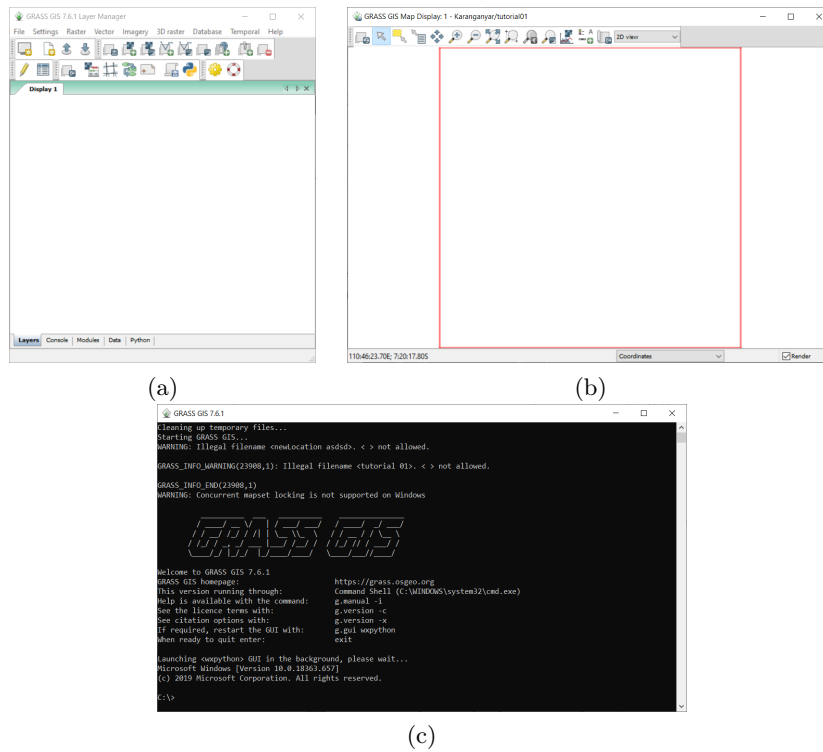 GRASS GIS 7.6.1 Layer Manager
File Settings Raster Vector Imagery 3D raster Database Temporal Help
Display 1
Layers Console Modules Data Python
GRASS GIS Map Display: 1 - Karanganyar/tutorial01
2D view
110:46:23.70E; 7:20:17.80S
Coordinates
Render
(a)
(b)
GRASS GIS 7.6.1
Cleaning up temporary files...
Starting GRASS GIS...
WARNING: Illegal filename <newLocation asdsd>. < > not allowed.
GRASS_INFO_WARNING(23908,1): Illegal filename <tutorial 01>. < > not allowed.
GRASS_INFO_END(23908,1)
WARNING: Concurrent mapset locking is not supported on Windows
GRASS GIS
Welcome to GRASS GIS 7.6.1
GRASS GIS homepage: https://grass.osgeo.org
This version running through: Command Shell (C:\WINDOWS\system32\cmd.exe)
Help is available with the command: g.manual -i
See the licence terms with: g.version -c
See citation options with: g.version -x
If required, restart the GUI with: g.gui wxpython
When ready to quit enter: exit
Launching <wxpython> GUI in the background, please wait...
Microsoft Windows [Version 10.0.18363.657]
(c) 2019 Microsoft Corporation. All rights reserved.
C:\>
(c)